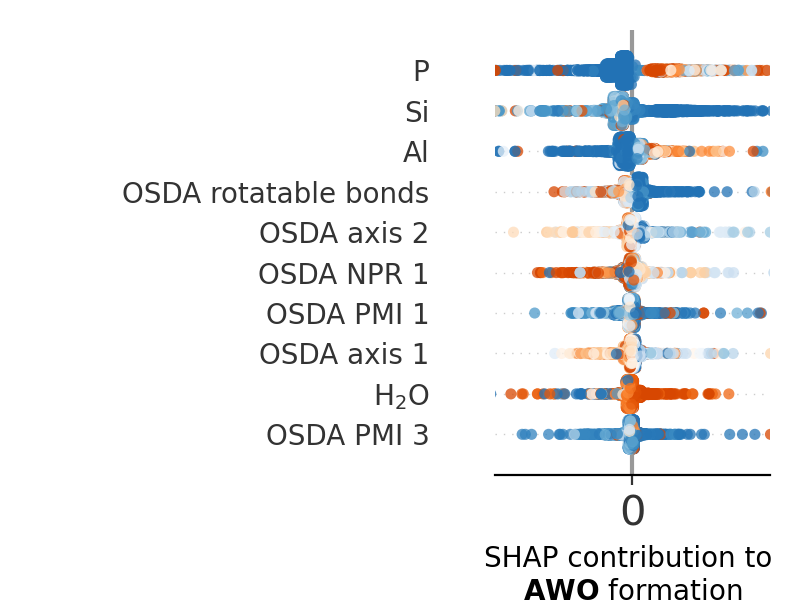 P
Si
Al
OSDA rotatable bonds
OSDA axis 2
OSDA NPR 1
OSDA PMI 1
OSDA axis 1
H₂O
OSDA PMI 3
0
SHAP contribution to
AWO formation